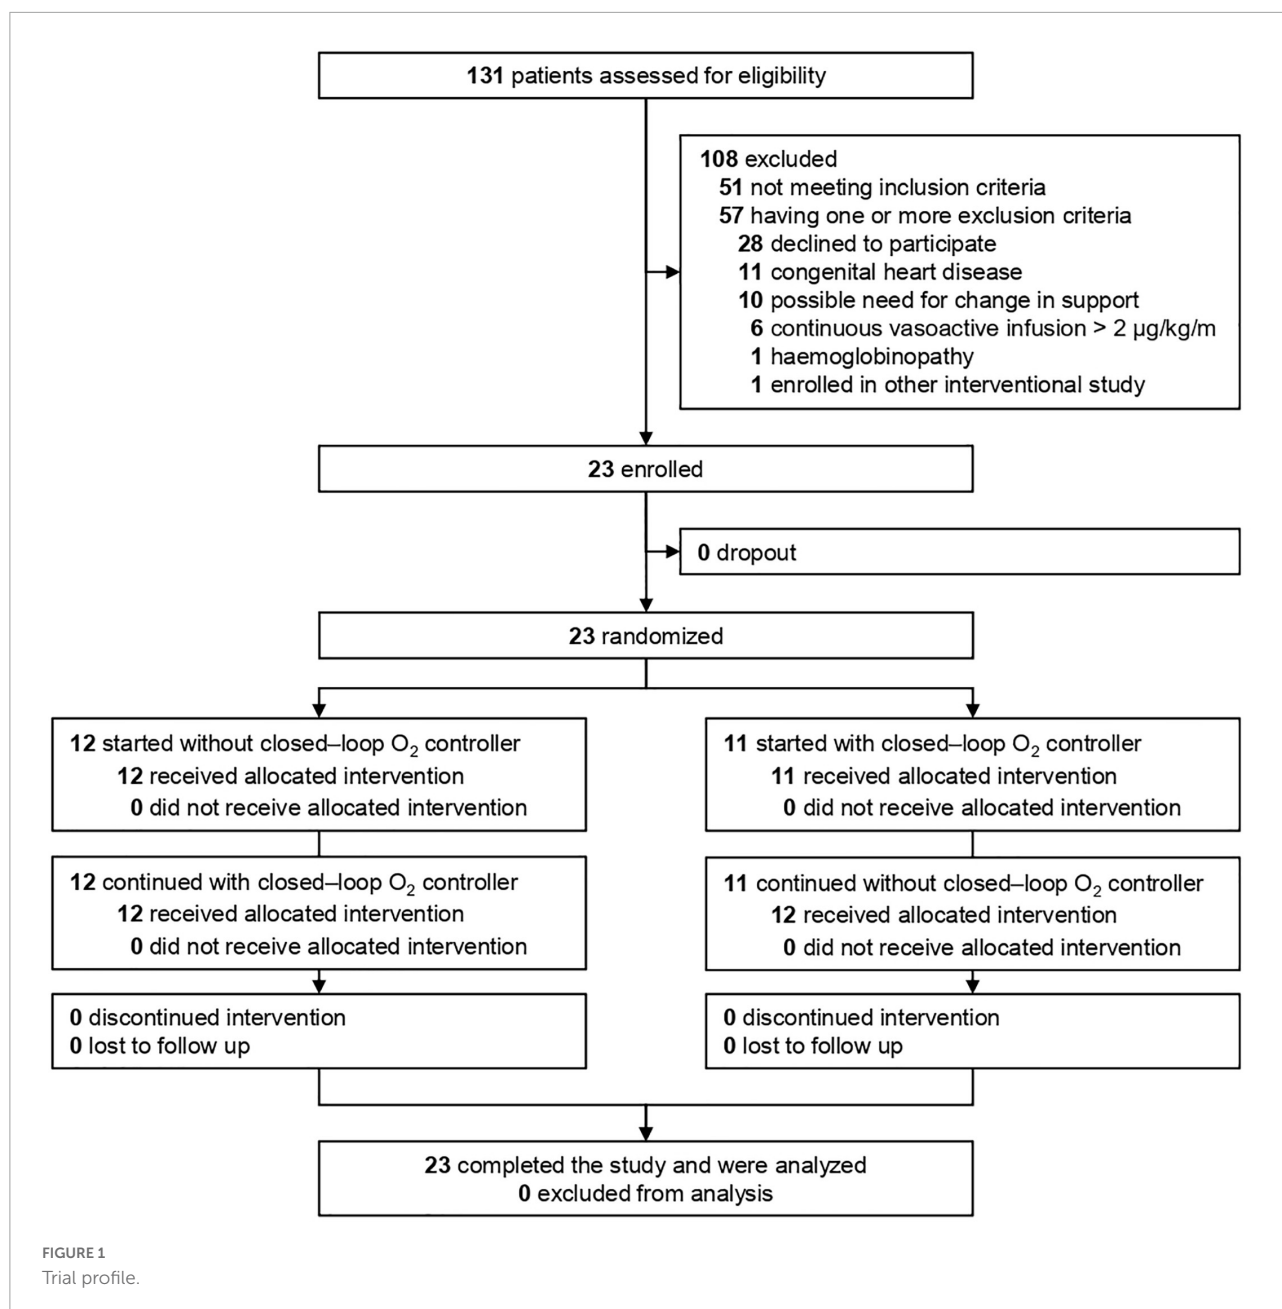 131 patients assessed for eligibility
108 excluded
51 not meeting inclusion criteria
57 having one or more exclusion criteria
28 declined to participate
11 congenital heart disease
10 possible need for change in support
6 continuous vasoactive infusion > 2 µg/kg/m
1 haemoglobinopathy
1 enrolled in other interventional study
23 enrolled
0 dropout
23 randomized
12 started without closed–loop O₂ controller
12 received allocated intervention
0 did not receive allocated intervention
11 started with closed–loop O₂ controller
11 received allocated intervention
0 did not receive allocated intervention
12 continued with closed–loop O₂ controller
12 received allocated intervention
0 did not receive allocated intervention
11 continued without closed–loop O₂ controller
12 received allocated intervention
0 did not receive allocated intervention
0 discontinued intervention
0 lost to follow up
0 discontinued intervention
0 lost to follow up
23 completed the study and were analyzed
0 excluded from analysis
FIGURE 1
Trial profile.